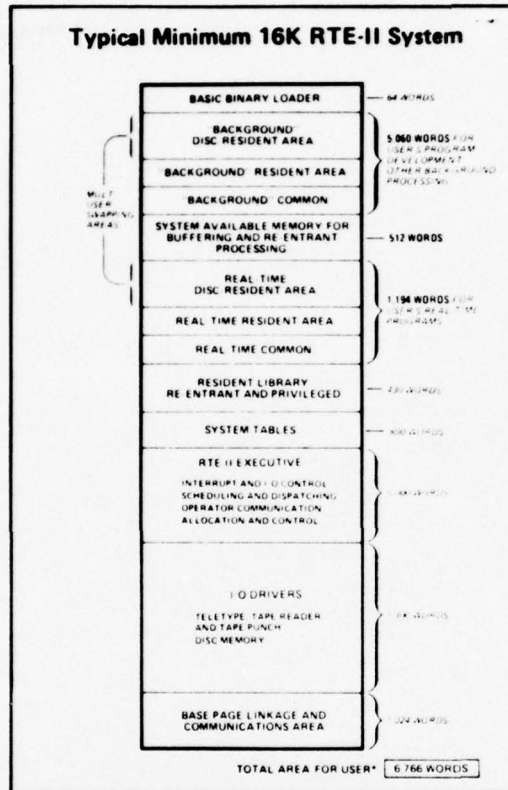 Typical Minimum 16K RTE-II System
BASIC BINARY LOADER
64 WORDS
BACKGROUND
DISC RESIDENT AREA
BACKGROUND RESIDENT AREA
BACKGROUND COMMON
5 060 WORDS FOR
USER'S PROGRAM
DEVELOPMENT
OTHER BACKGROUND
PROCESSING
MULTI
USER
SWAPPING
AREAS
SYSTEM AVAILABLE MEMORY FOR
BUFFERING AND RE ENTRANT
PROCESSING
512 WORDS
REAL TIME
DISC RESIDENT AREA
REAL TIME RESIDENT AREA
REAL TIME COMMON
1 194 WORDS FOR
USER'S REAL TIME
PROGRAMS
RESIDENT LIBRARY
RE ENTRANT AND PRIVILEGED
WORDS
SYSTEM TABLES
WORDS
RTE II EXECUTIVE
INTERRUPT AND I O CONTROL
SCHEDULING AND DISPATCHING
OPERATOR COMMUNICATION
ALLOCATION AND CONTROL
WORDS
I O DRIVERS
TELETYPE TAPE READER
AND TAPE PUNCH
DISC MEMORY
WORDS
BASE PAGE LINKAGE AND
COMMUNICATIONS AREA
WORDS
TOTAL AREA FOR USER* 6 766 WORDS